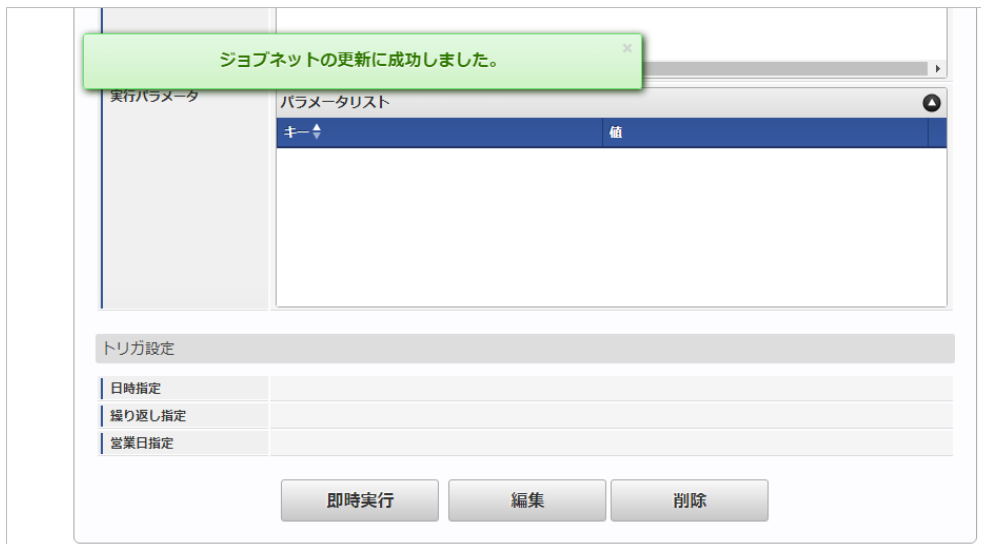 ジョブネットの更新に成功しました。
×
実行パラメータ
パラメータリスト
キー
値
トリガ設定
日時指定
繰り返し指定
営業日指定
即時実行
編集
削除